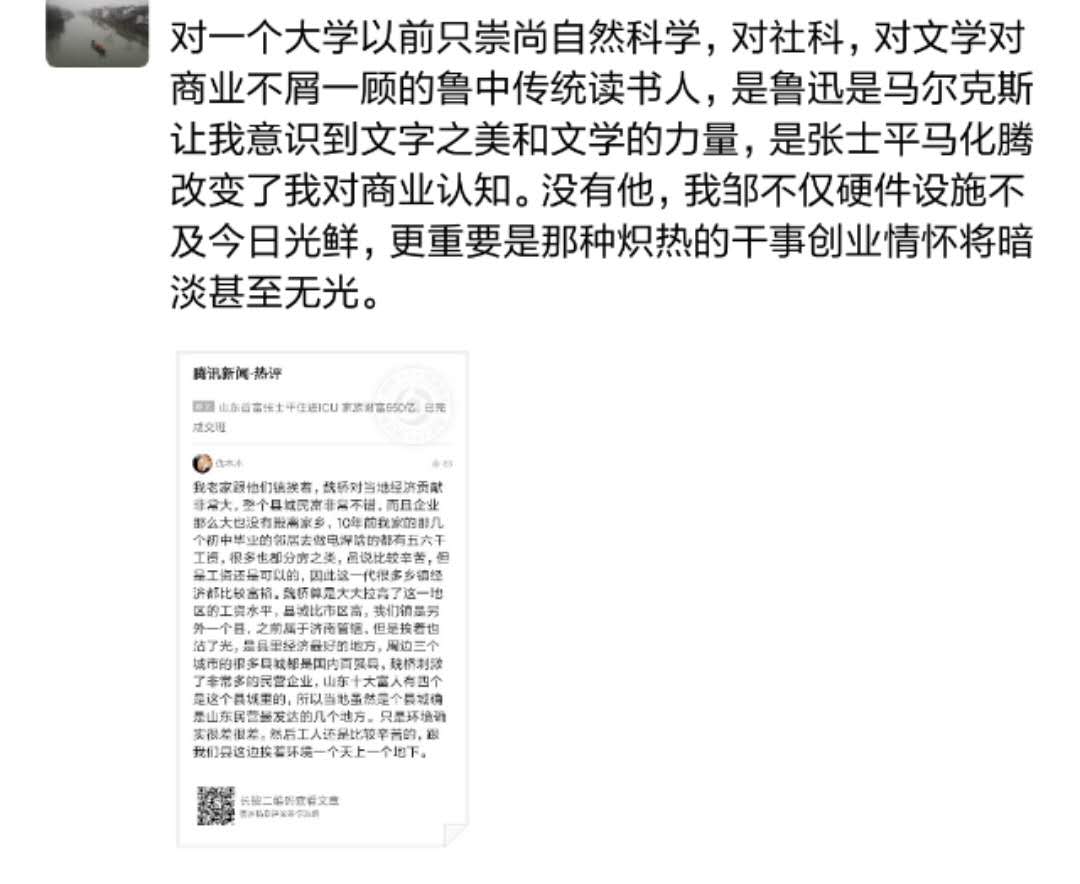 对一个大学以前只崇尚自然科学，对社科，对文学对
商业不屑一顾的鲁中传统读书人，是鲁迅是马尔克斯
让我意识到文字之美和文学的力量，是张士平马化腾
改变了我对商业认知。没有他，我邹不仅硬件设施不
及今日光鲜，更重要是那种炽热的干事创业情怀将暗
淡甚至无光。
腾讯新闻·热评
山东首富张士平住进ICU 家族财富650亿，已完
成交班
我老家跟他们镇挨着，魏桥对当地经济贡献
非常大，整个县城民富非常不错，而且企业
那么大也没有搬离家乡，10年前我家的那几
个初中毕业的邻居去做电焊啥的都有五六千
工资，很多也都分房之类，虽说比较辛苦，但
是工资还是可以的，因此这一代很多乡镇经
济都比较富裕。魏桥算是大大拉高了这一地
区的工资水平，县城比市区富，我们镇是另
外一个县，之前属于济南管辖，但是挨着也
沾了光，是县里经济最好的地方，周边三个
城市的很多县城都是国内百强县，魏桥刺激
了非常多的民营企业，山东十大富人有四个
是这个县城里的，所以当地虽然是个县城确
是山东民营最发达的几个地方。只是环境确
实很差很差。然后工人还是比较辛苦的，跟
我们县这边挨着环境一个天上一个地下。
长按二维码查看文章